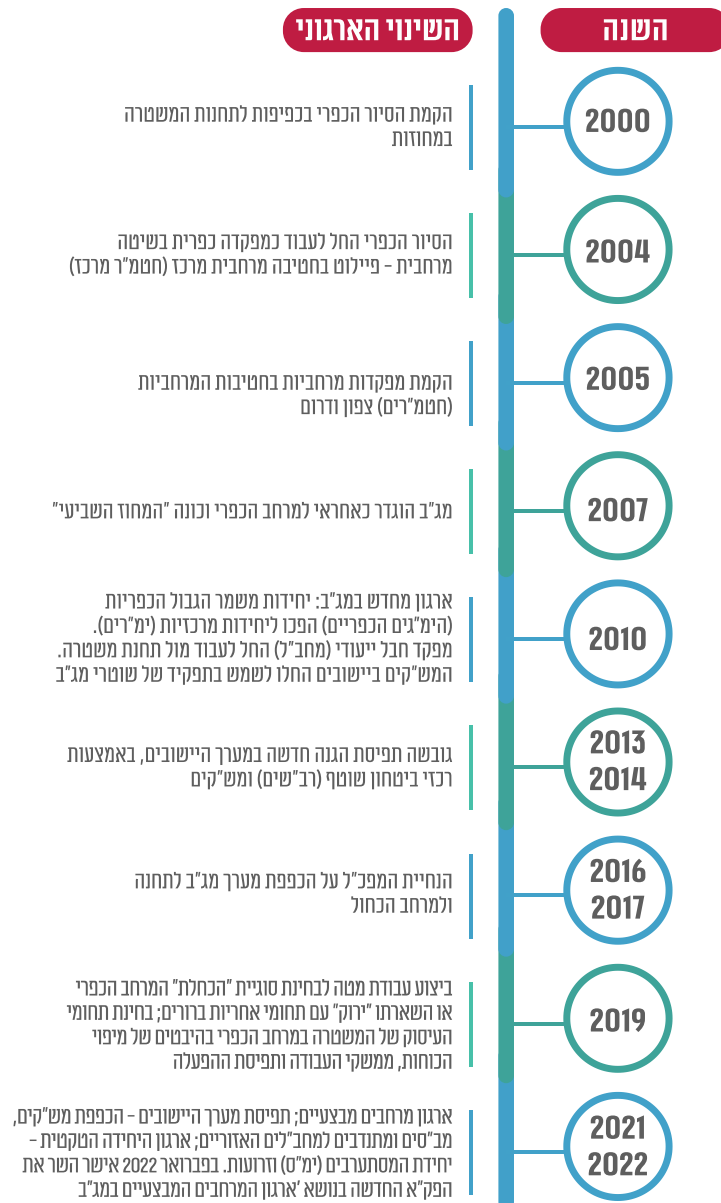 השנה
השינוי הארגוני
2000
הקמת הסיור הכפרי בכפיפות לתחנות המשטרה
במחוזות
2004
הסיור הכפרי החל לעבוד כמפקדה כפרית בשיטה
מרחבית - פיילוט בחטיבה מרחבית מרכז (חטמ"ר מרכז)
2005
הקמת מפקדות מרחביות בחטיבות המרחביות
(חטמ"רים) צפון ודרום
2007
מג"ב הוגדר כאחראי למרחב הכפרי וכונה "המחוז השביעי"
2010
ארגון מחדש במג"ב: יחידות משמר הגבול הכפריות
(הימ"גים הכפריים) הפכו ליחידות מרכזיות (ימ"רים).
מפקד חבל ייעודי (מחב"ל) החל לעבוד מול תחנת משטרה.
המש"קים ביישובים החלו לשמש בתפקיד של שוטרי מג"ב
2013
2014
גובשה תפיסת הגנה חדשה במערך היישובים, באמצעות
רכזי ביטחון שוטף (רב"שים) ומש"קים
2016
2017
הנחיית המפכ"ל על הכפפת מערך מג"ב לתחנה
ולמרחב הכחול
2019
ביצוע עבודת מטה לבחינת סוגיית "הכחלת" המרחב הכפרי
או השארתו "ירוק" עם תחומי אחריות ברורים; בחינת תחומי
העיסוק של המשטרה במרחב הכפרי בהיבטים של מיפוי
הכוחות, ממשקי העבודה ותפיסת ההפעלה
2021
2022
ארגון מרחבים מבצעיים; תפיסת מערך היישובים - הכפפת מש"קים,
מב"סים ומתנדבים למחב"לים האזוריים; ארגון היחידה הטקטית -
יחידת המסתערבים (ימ"ס) וזרועות. בפברואר 2022 אישר השר את
הפק"א החדשה בנושא 'ארגון המרחבים המבצעיים במג"ב